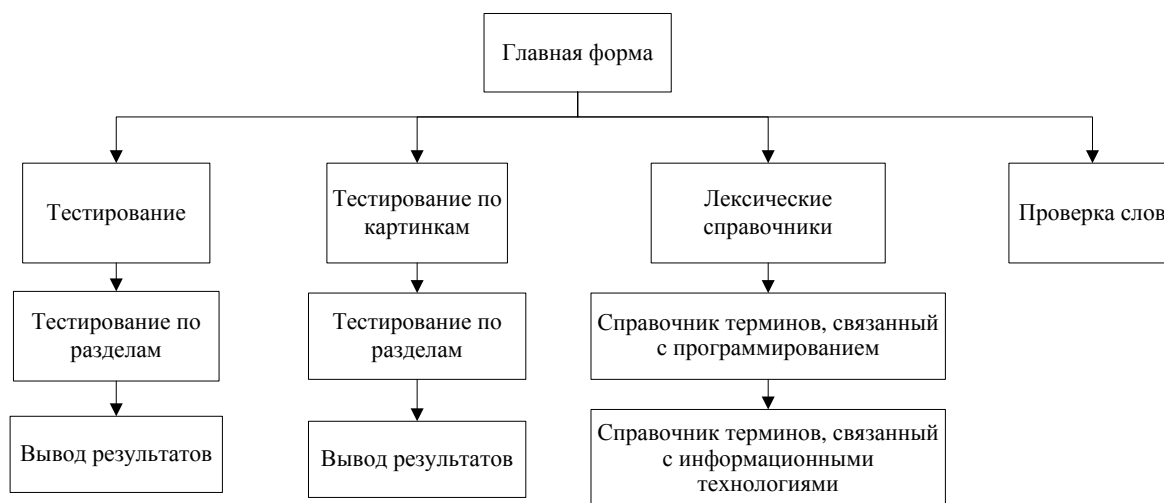 Главная форма
Тестирование
Тестирование по
картинкам
Лексические
справочники
Проверка слов
Тестирование по
разделам
Тестирование по
разделам
Справочник терминов, связанный
с программированием
Вывод результатов
Вывод результатов
Справочник терминов, связанный
с информационными
технологиями